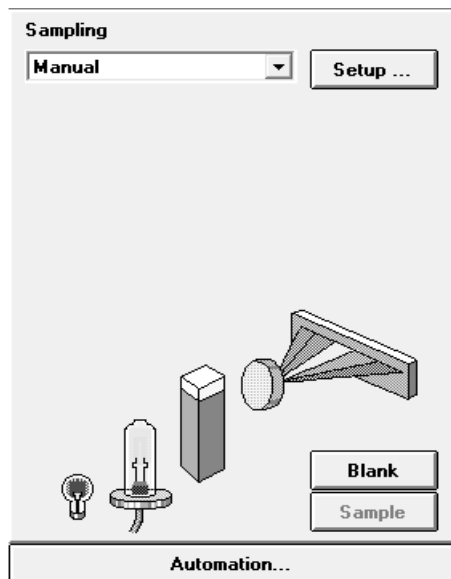 Sampling
Manual
Setup ...
Blank
Sample
Automation...